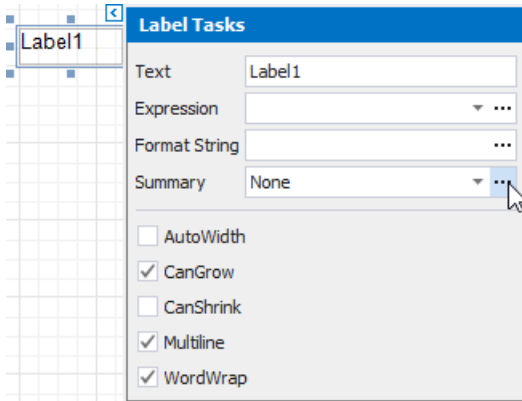 Label1
Label Tasks
Text Label1
Expression
Format String
Summary None
AutoWidth
CanGrow
CanShrink
Multiline
WordWrap